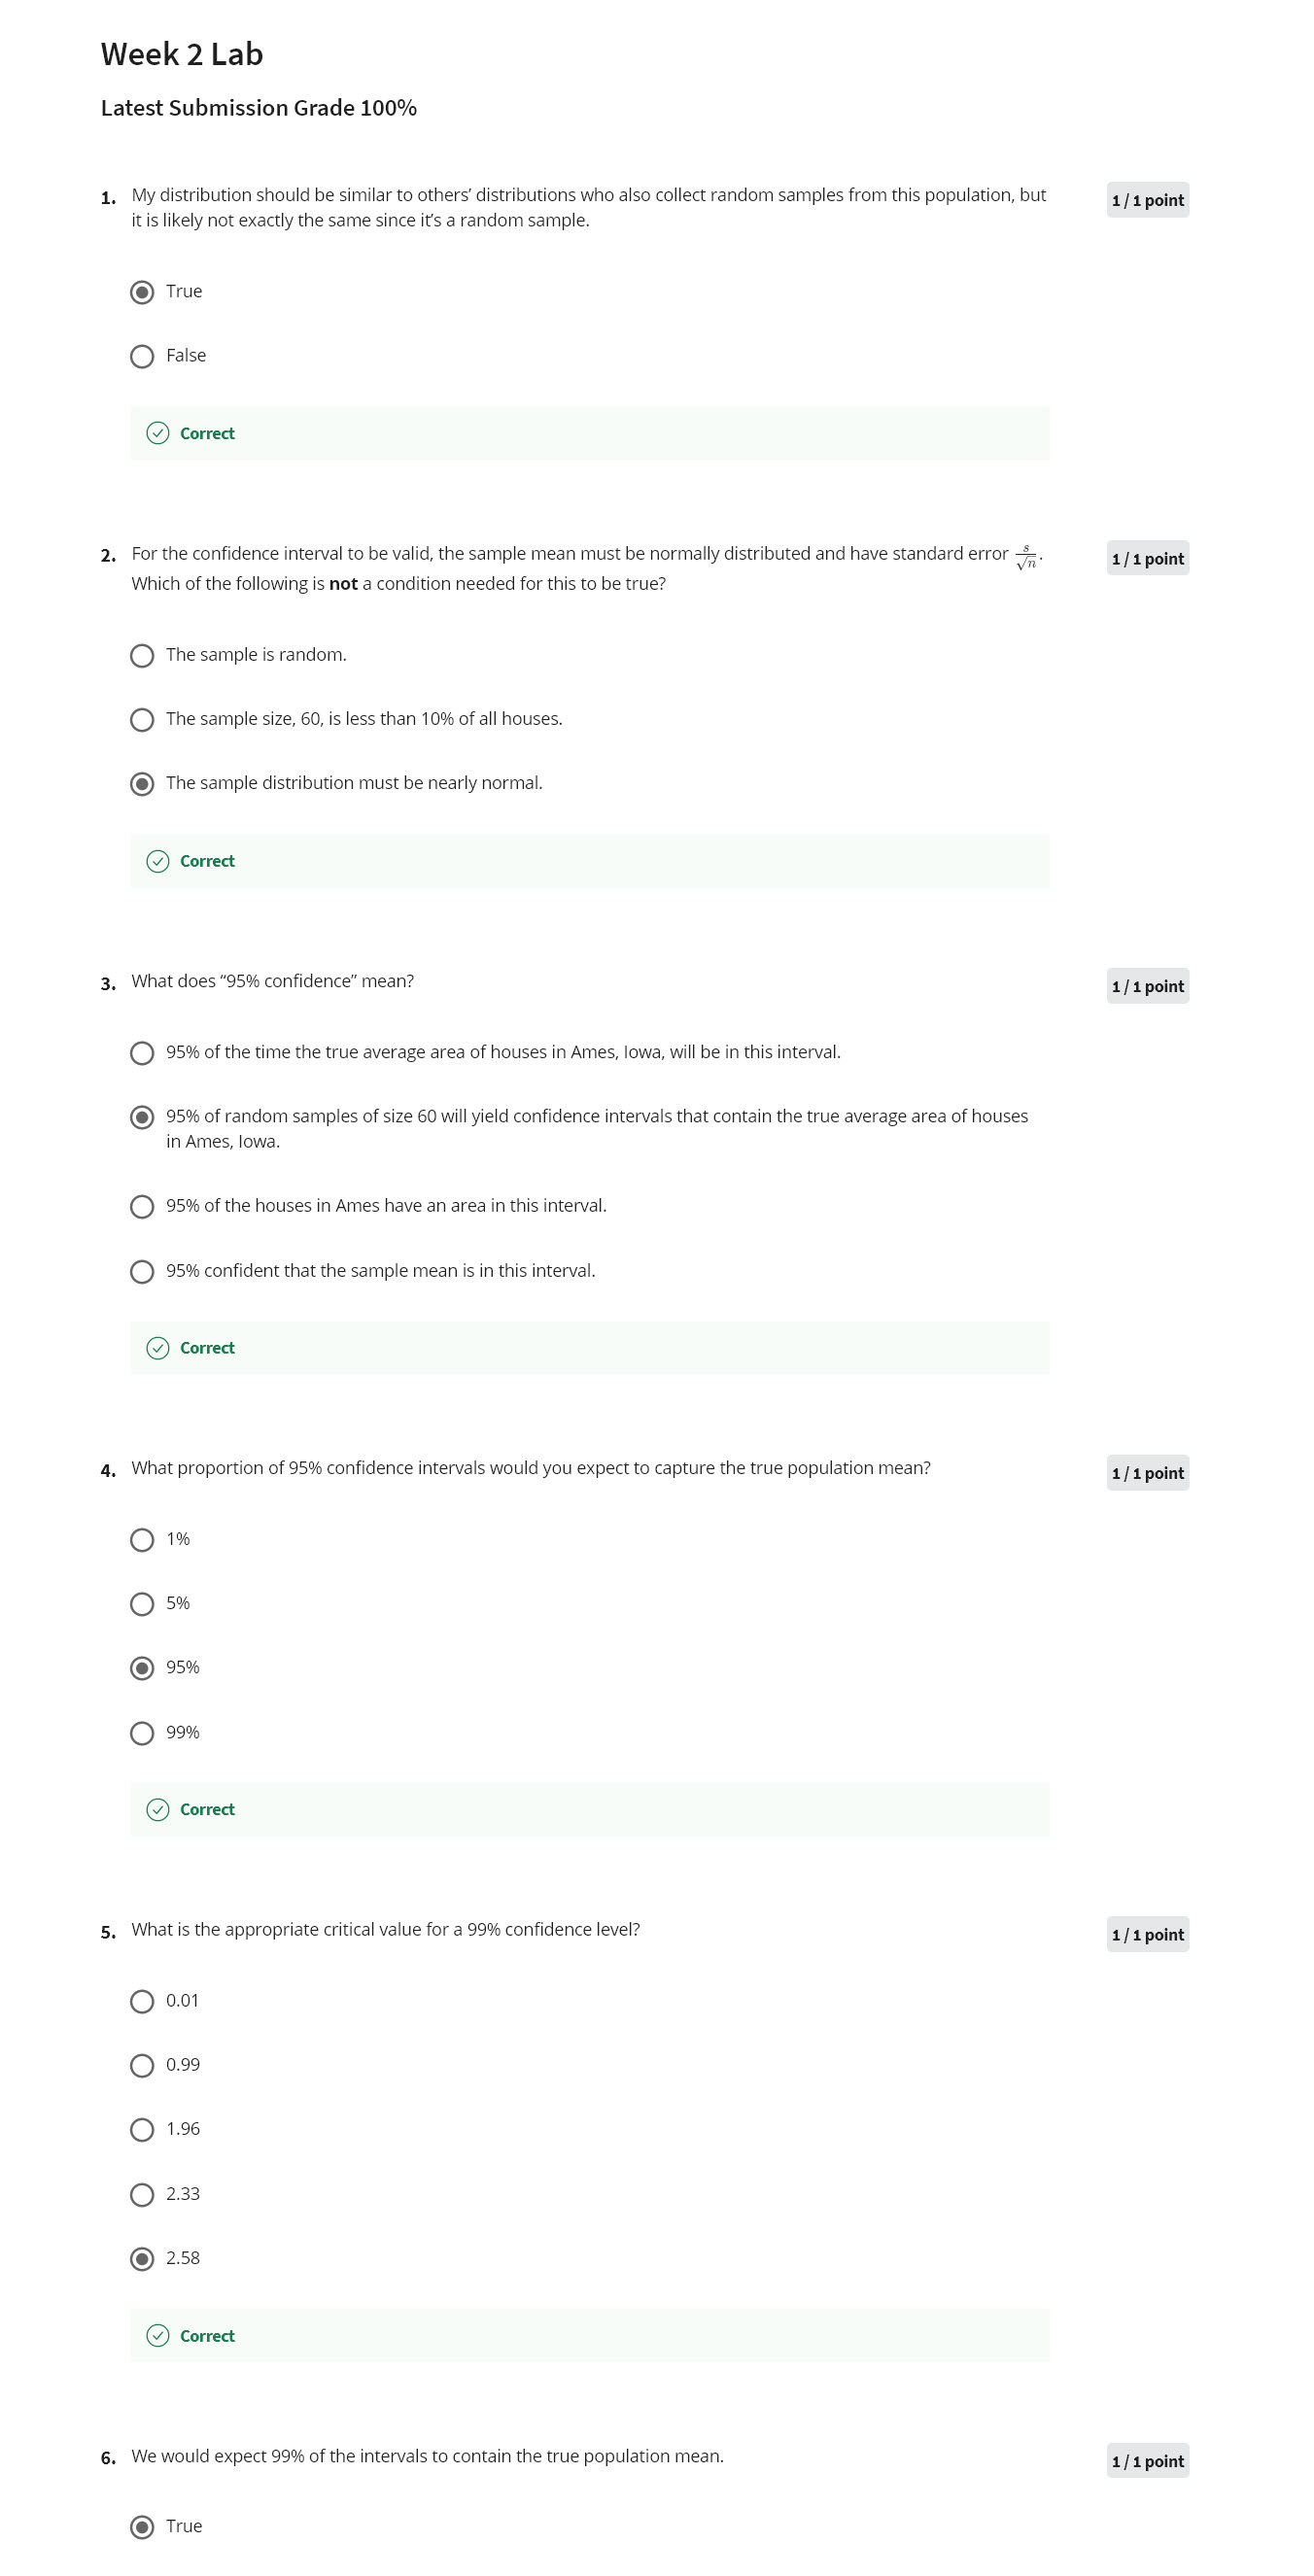 Week 2 Lab
Latest Submission Grade 100%
1. My distribution should be similar to others’ distributions who also collect random samples from this population, but
it is likely not exactly the same since it’s a random sample.
1 / 1 point
True
False
Correct
2. For the confidence interval to be valid, the sample mean must be normally distributed and have standard error s/√n.
Which of the following is not a condition needed for this to be true?
1 / 1 point
The sample is random.
The sample size, 60, is less than 10% of all houses.
The sample distribution must be nearly normal.
Correct
3. What does “95% confidence” mean?
1 / 1 point
95% of the time the true average area of houses in Ames, Iowa, will be in this interval.
95% of random samples of size 60 will yield confidence intervals that contain the true average area of houses
in Ames, Iowa.
95% of the houses in Ames have an area in this interval.
95% confident that the sample mean is in this interval.
Correct
4. What proportion of 95% confidence intervals would you expect to capture the true population mean?
1 / 1 point
1%
5%
95%
99%
Correct
5. What is the appropriate critical value for a 99% confidence level?
1 / 1 point
0.01
0.99
1.96
2.33
2.58
Correct
6. We would expect 99% of the intervals to contain the true population mean.
1 / 1 point
True